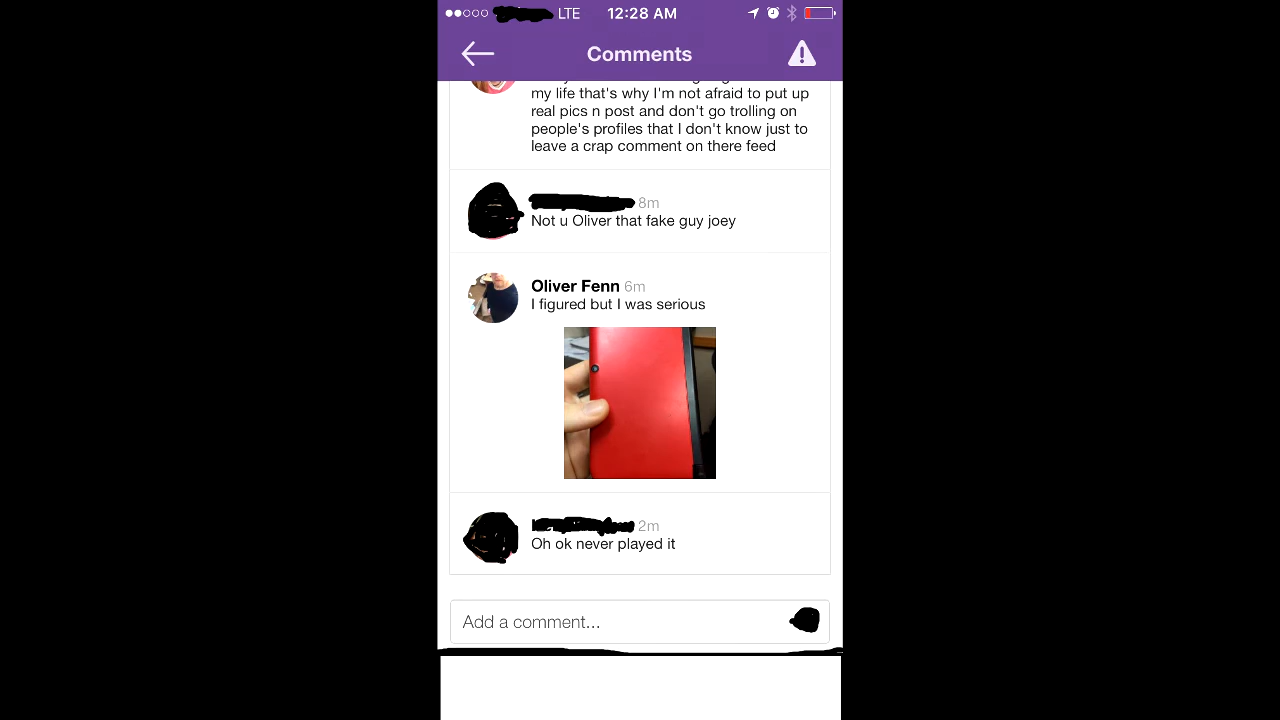 LTE 12:28 AM
Comments
my life that's why I'm not afraid to put up
real pics n post and don't go trolling on
people's profiles that I don't know just to
leave a crap comment on there feed
8m
Not u Oliver that fake guy joey
Oliver Fenn 6m
I figured but I was serious
2m
Oh ok never played it
Add a comment...